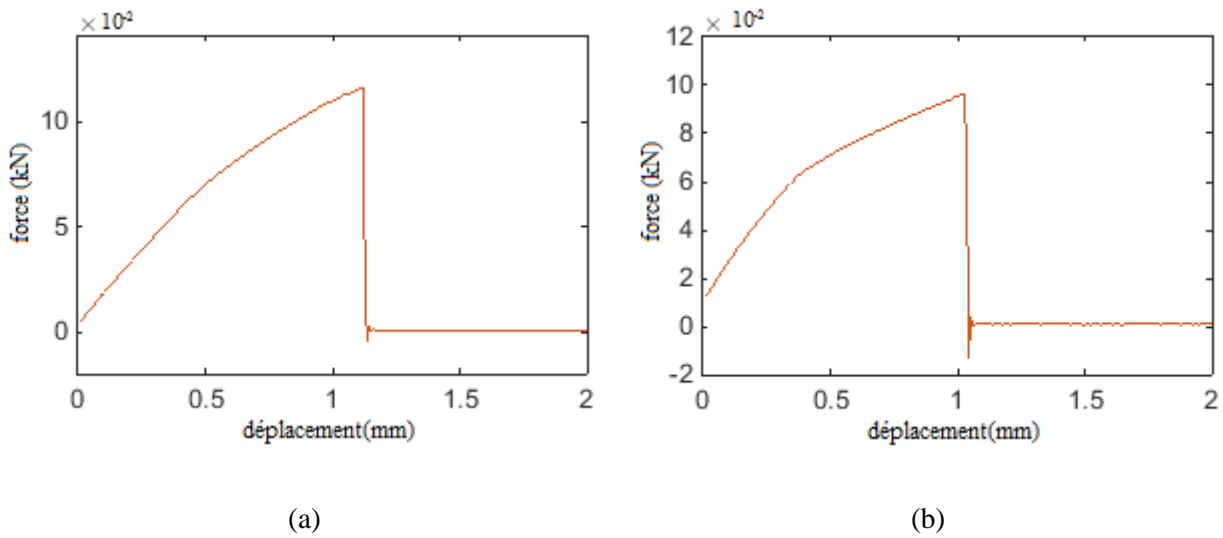 × 10⁻²
10
5
0
0 0.5 1 1.5 2
force (kN)
déplacement(mm)
(a)
× 10⁻²
12
10
8
6
4
2
0
-2
0 0.5 1 1.5 2
force (kN)
déplacement(mm)
(b)